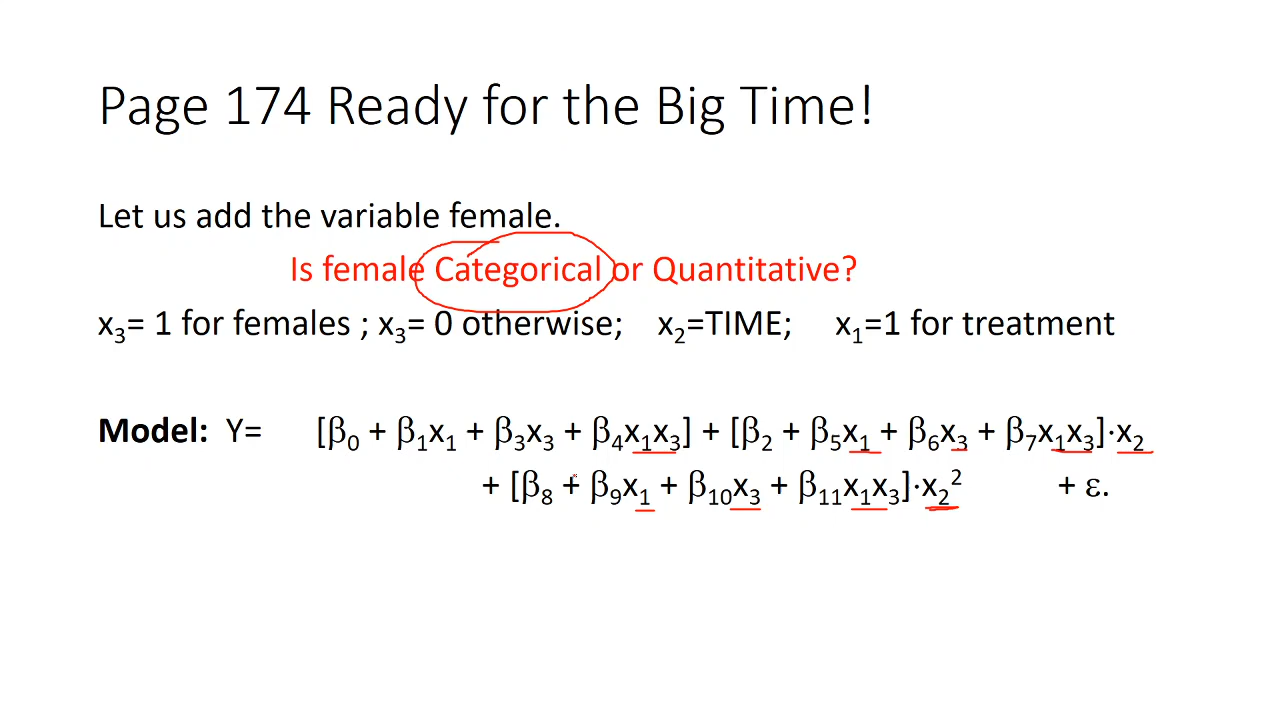 Page 174 Ready for the Big Time!
Let us add the variable female.
Is female Categorical or Quantitative?
x₃= 1 for females ; x₃= 0 otherwise; x₂=TIME; x₁=1 for treatment
Model: Y= [β₀ + β₁x₁ + β₃x₃ + β₄x₁x₃] + [β₂ + β₅x₁ + β₆x₃ + β₇x₁x₃]·x₂
+ [β₈ + β₉x₁ + β₁₀x₃ + β₁₁x₁x₃]·x₂² + ε.